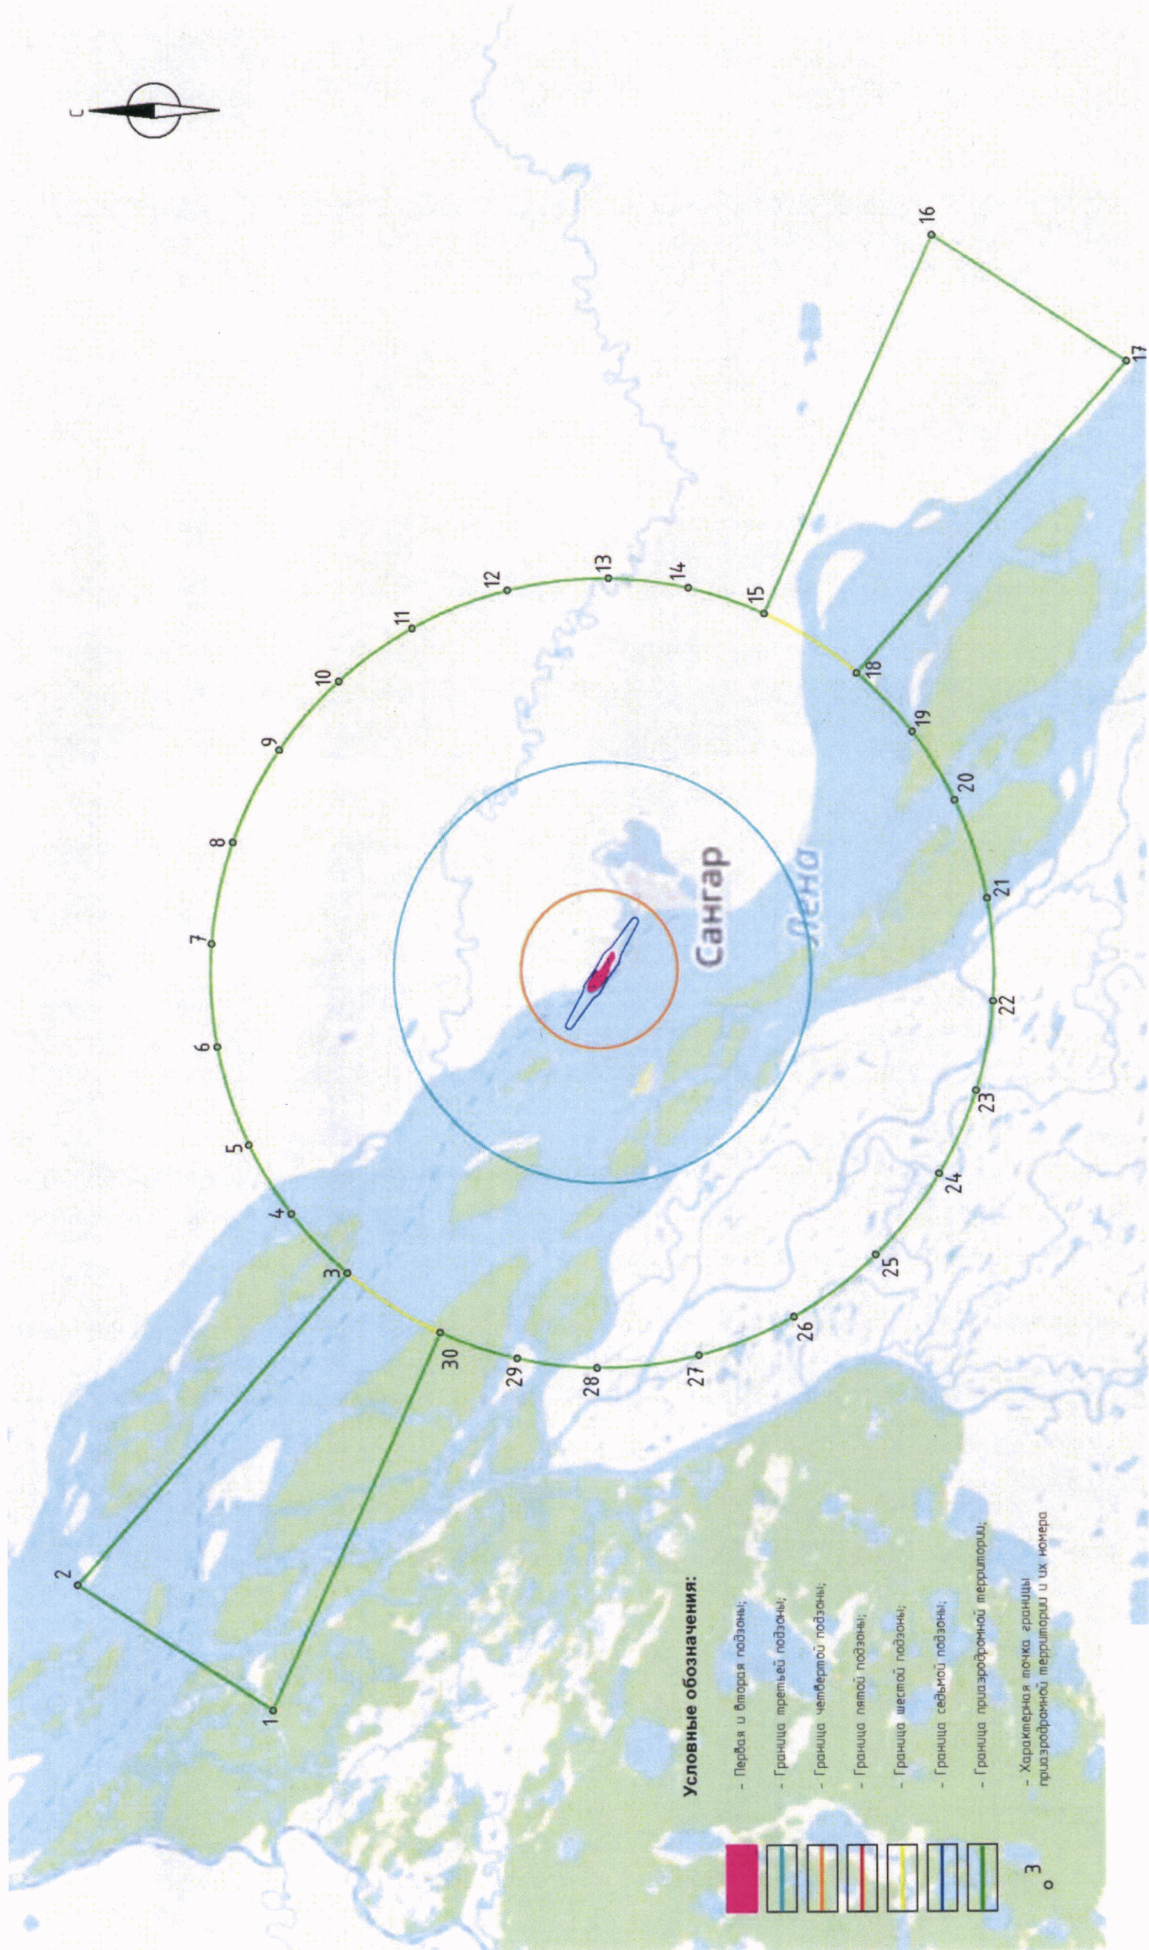 С
1
2
3
4
5
6
7
8
9
10
11
12
13
14
15
16
17
18
19
20
21
22
23
24
25
26
27
28
29
30
Сангар
Лена
Условные обозначения:
- Первая и вторая подзоны;
- Граница третьей подзоны;
- Граница четвертой подзоны;
- Граница пятой подзоны;
- Граница шестой подзоны;
- Граница седьмой подзоны;
- Граница приаэродромной территории;
3
- Характерная точка границы
приаэродромной территории и их номера